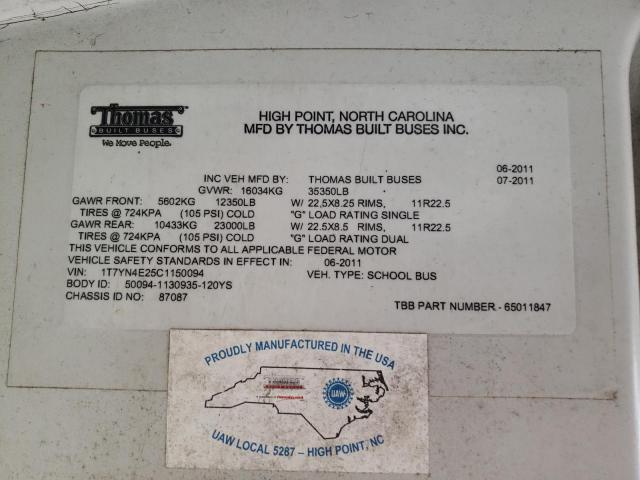 Thomas
BUILT BUSES
We Move People.
HIGH POINT, NORTH CAROLINA
MFD BY THOMAS BUILT BUSES INC.
06-2011
INC VEH MFD BY: THOMAS BUILT BUSES 07-2011
GVWR: 16034KG 35350LB
GAWR FRONT: 5602KG 12350LB W/ 22.5X8.25 RIMS, 11R22.5
TIRES @ 724KPA (105 PSI) COLD "G" LOAD RATING SINGLE
GAWR REAR: 10433KG 23000LB W/ 22.5X8.5 RIMS, 11R22.5
TIRES @ 724KPA (105 PSI) COLD "G" LOAD RATING DUAL
THIS VEHICLE CONFORMS TO ALL APPLICABLE FEDERAL MOTOR
VEHICLE SAFETY STANDARDS IN EFFECT IN: 06-2011
VIN: 1T7YN4E25C1150094 VEH. TYPE: SCHOOL BUS
BODY ID: 50094-1130935-120YS
CHASSIS ID NO: 87087 TBB PART NUMBER - 65011847
PROUDLY MANUFACTURED IN THE USA
UAW
UAW LOCAL 5287 – HIGH POINT, NC